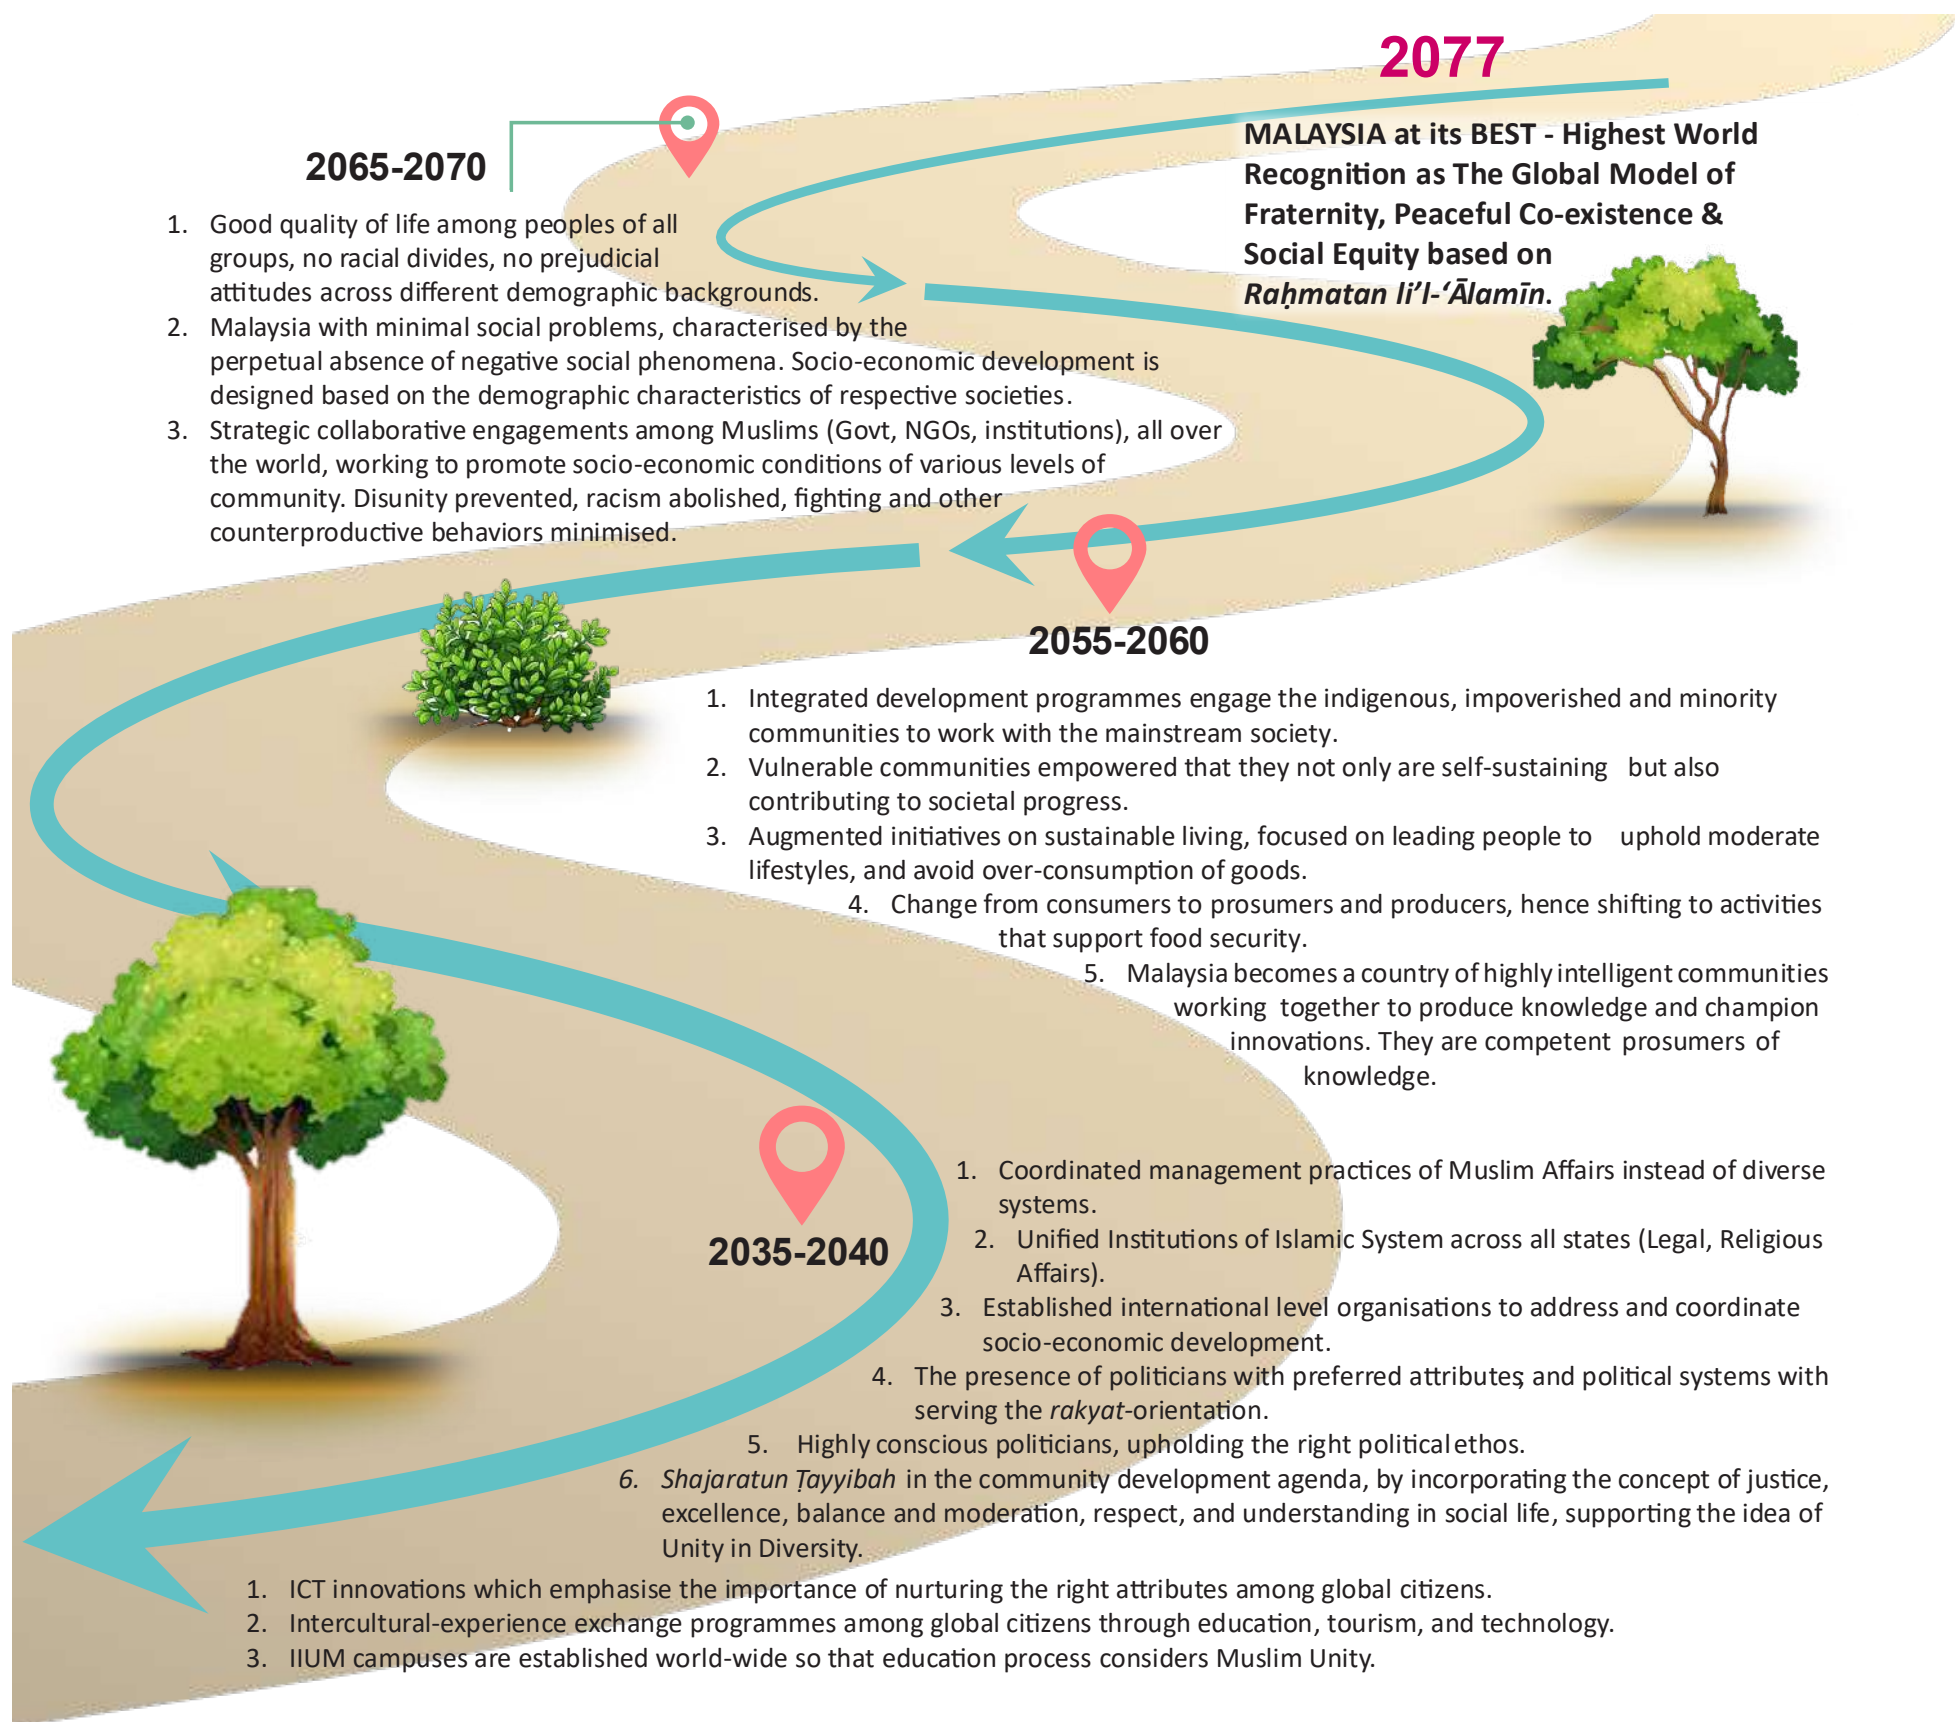 2077
MALAYSIA at its BEST - Highest World
Recognition as The Global Model of
Fraternity, Peaceful Co-existence &
Social Equity based on
Raḥmatan li’l-‘Ālamīn.
2065-2070
1. Good quality of life among peoples of all
groups, no racial divides, no prejudicial
attitudes across different demographic backgrounds.
2. Malaysia with minimal social problems, characterised by the
perpetual absence of negative social phenomena. Socio-economic development is
designed based on the demographic characteristics of respective societies.
3. Strategic collaborative engagements among Muslims (Govt, NGOs, institutions), all over
the world, working to promote socio-economic conditions of various levels of
community. Disunity prevented, racism abolished, fighting and other
counterproductive behaviors minimised.
2055-2060
1. Integrated development programmes engage the indigenous, impoverished and minority
communities to work with the mainstream society.
2. Vulnerable communities empowered that they not only are self-sustaining but also
contributing to societal progress.
3. Augmented initiatives on sustainable living, focused on leading people to uphold moderate
lifestyles, and avoid over-consumption of goods.
4. Change from consumers to prosumers and producers, hence shifting to activities
that support food security.
5. Malaysia becomes a country of highly intelligent communities
working together to produce knowledge and champion
innovations. They are competent prosumers of
knowledge.
2035-2040
1. Coordinated management practices of Muslim Affairs instead of diverse
systems.
2. Unified Institutions of Islamic System across all states (Legal, Religious
Affairs).
3. Established international level organisations to address and coordinate
socio-economic development.
4. The presence of politicians with preferred attributes; and political systems with
serving the rakyat-orientation.
5. Highly conscious politicians, upholding the right political ethos.
6. Shajaratun Ṭayyibah in the community development agenda, by incorporating the concept of justice,
excellence, balance and moderation, respect, and understanding in social life, supporting the idea of
Unity in Diversity.
1. ICT innovations which emphasise the importance of nurturing the right attributes among global citizens.
2. Intercultural-experience exchange programmes among global citizens through education, tourism, and technology.
3. IIUM campuses are established world-wide so that education process considers Muslim Unity.